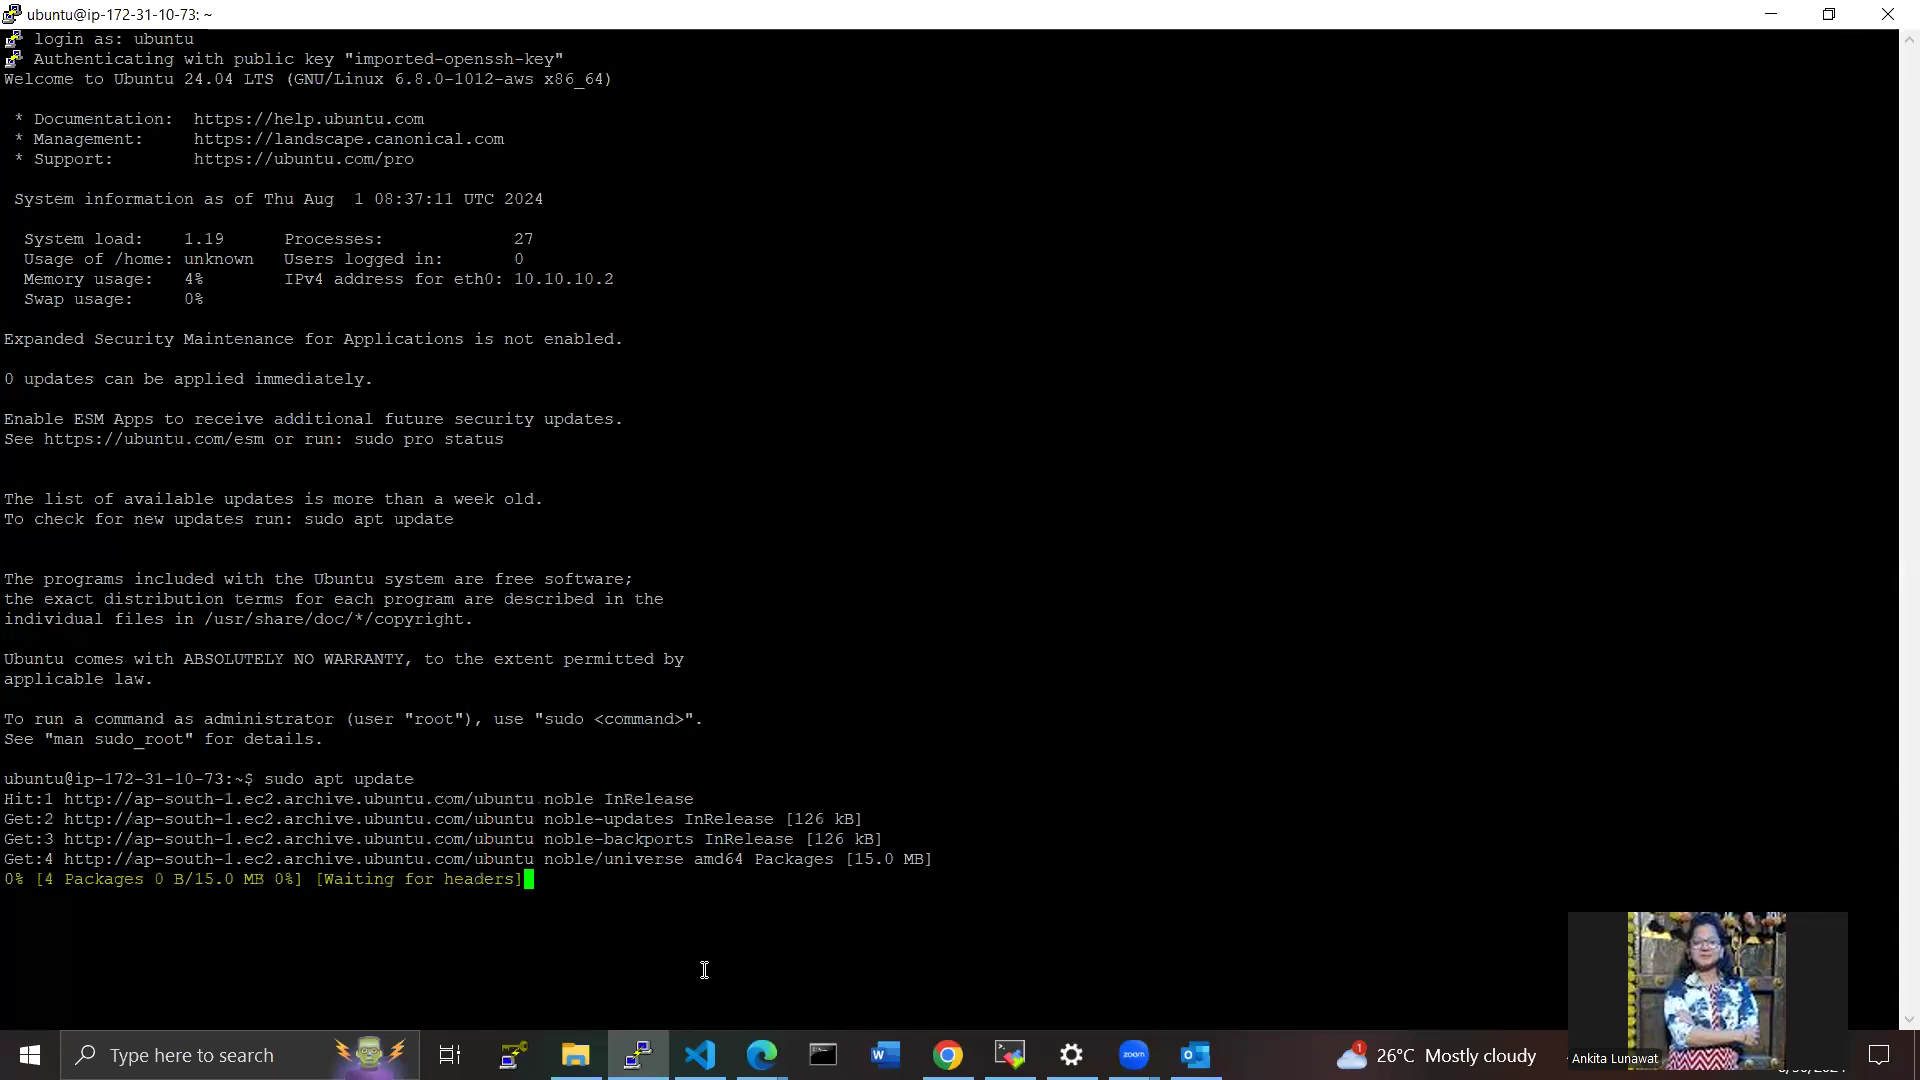 ubuntu@ip-172-31-10-73: ~
login as: ubuntu
Authenticating with public key "imported-openssh-key"
Welcome to Ubuntu 24.04 LTS (GNU/Linux 6.8.0-1012-aws x86_64)
* Documentation:  https://help.ubuntu.com
* Management:     https://landscape.canonical.com
* Support:        https://ubuntu.com/pro
System information as of Thu Aug  1 08:37:11 UTC 2024
System load:    1.19      Processes:             27
Usage of /home: unknown   Users logged in:       0
Memory usage:   4%        IPv4 address for eth0: 10.10.10.2
Swap usage:     0%
Expanded Security Maintenance for Applications is not enabled.
0 updates can be applied immediately.
Enable ESM Apps to receive additional future security updates.
See https://ubuntu.com/esm or run: sudo pro status
The list of available updates is more than a week old.
To check for new updates run: sudo apt update
The programs included with the Ubuntu system are free software;
the exact distribution terms for each program are described in the
individual files in /usr/share/doc/*/copyright.
Ubuntu comes with ABSOLUTELY NO WARRANTY, to the extent permitted by
applicable law.
To run a command as administrator (user "root"), use "sudo <command>".
See "man sudo_root" for details.
ubuntu@ip-172-31-10-73:~$ sudo apt update
Hit:1 http://ap-south-1.ec2.archive.ubuntu.com/ubuntu noble InRelease
Get:2 http://ap-south-1.ec2.archive.ubuntu.com/ubuntu noble-updates InRelease [126 kB]
Get:3 http://ap-south-1.ec2.archive.ubuntu.com/ubuntu noble-backports InRelease [126 kB]
Get:4 http://ap-south-1.ec2.archive.ubuntu.com/ubuntu noble/universe amd64 Packages [15.0 MB]
0% [4 Packages 0 B/15.0 MB 0%] [Waiting for headers]
Type here to search
zoom
1
26°C Mostly cloudy
Ankita Lunawat